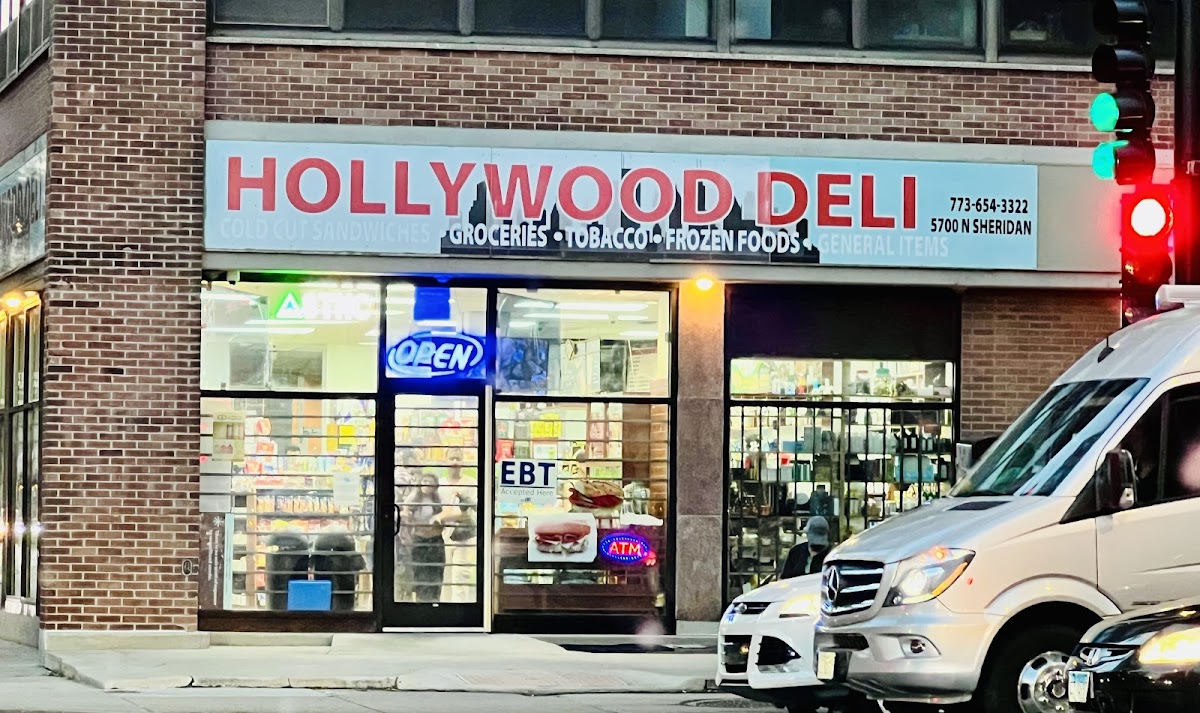 HOLLYWOOD DELI
773-654-3322
5700 N SHERIDAN
COLD CUT SANDWICHES • GROCERIES • TOBACCO • FROZEN FOODS • GENERAL ITEMS
OPEN
EBT
Accepted Here
ATM